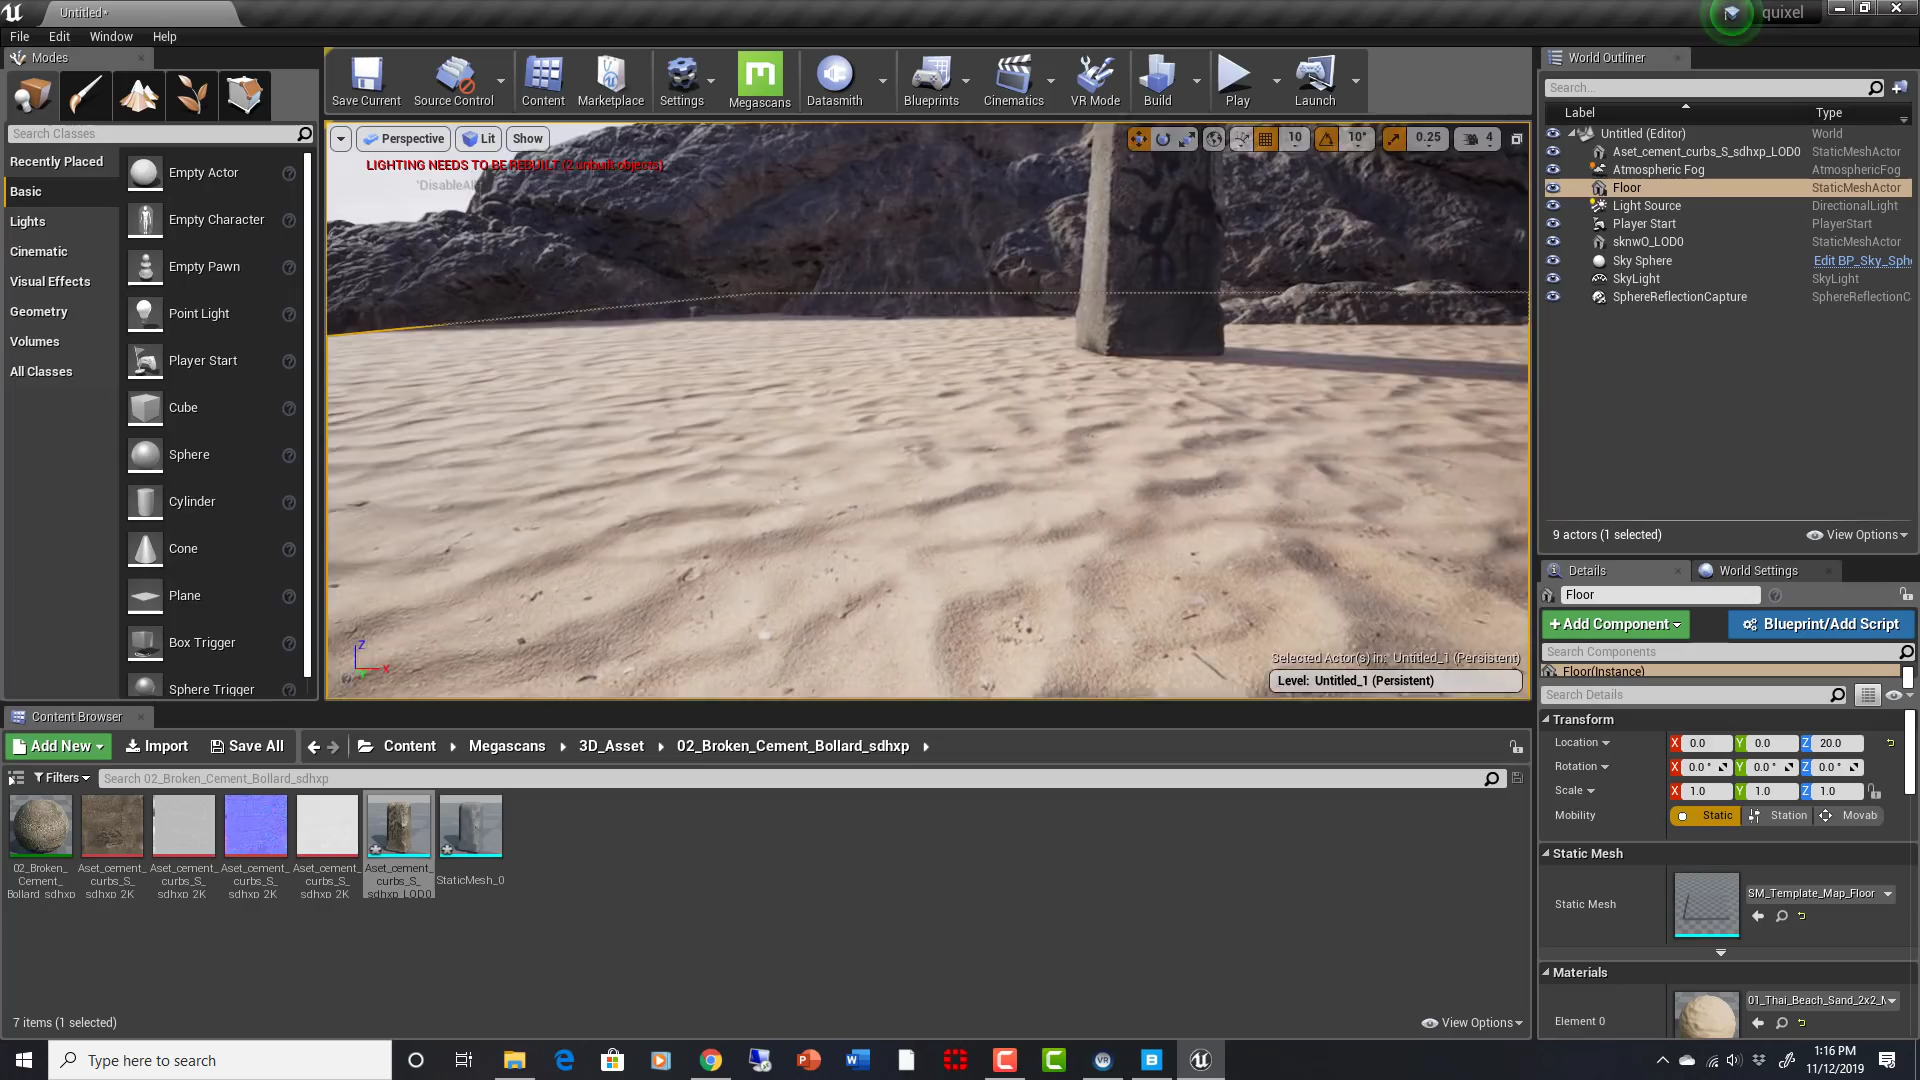 Untitled*
quixel
File Edit Window Help
Modes
Save Current
Source Control
Content
Marketplace
Settings
Megascans
Datasmith
Blueprints
Cinematics
VR Mode
Build
Play
Launch
Search Classes
Recently Placed
Basic
Lights
Cinematic
Visual Effects
Geometry
Volumes
All Classes
Empty Actor
Empty Character
Empty Pawn
Point Light
Player Start
Cube
Sphere
Cylinder
Cone
Plane
Box Trigger
Sphere Trigger
Perspective Lit Show
10 10° 0.25 4
LIGHTING NEEDS TO BE REBUILT (2 unbuilt objects)
'DisableAll
Z
X
Selected Actor(s) in: Untitled_1 (Persistent)
Level: Untitled_1 (Persistent)
World Outliner
Search...
Label Type
Untitled (Editor) World
Aset_cement_curbs_S_sdhxp_LOD0 StaticMeshActor
Atmospheric Fog AtmosphericFog
Floor StaticMeshActor
Light Source DirectionalLight
Player Start PlayerStart
sknwO_LOD0 StaticMeshActor
Sky Sphere Edit BP_Sky_Sph
SkyLight SkyLight
SphereReflectionCapture SphereReflectionC
9 actors (1 selected) View Options
Details World Settings
Floor
+Add Component Blueprint/Add Script
Search Components
Floor(Instance)
Search Details
Transform
Location X 0.0 Y 0.0 Z 20.0
Rotation X 0.0 ° Y 0.0 ° Z 0.0 °
Scale X 1.0 Y 1.0 Z 1.0
Mobility Static Station Movab
Static Mesh
Static Mesh SM_Template_Map_Floor
Materials
Element 0 01_Thai_Beach_Sand_2x2_M
Content Browser
Add New Import Save All Content Megascans 3D_Asset 02_Broken_Cement_Bollard_sdhxp
Filters Search 02_Broken_Cement_Bollard_sdhxp
02_Broken_
Cement_
Bollard_sdhxp
Aset_cement_
curbs_S_
sdhxp_2K
Aset_cement_
curbs_S_
sdhxp_2K
Aset_cement_
curbs_S_
sdhxp_2K
Aset_cement_
curbs_S_
sdhxp_2K
Aset_cement_
curbs_S_
sdhxp_LOD0
StaticMesh_0
7 items (1 selected) View Options
Type here to search
1:16 PM
11/12/2019